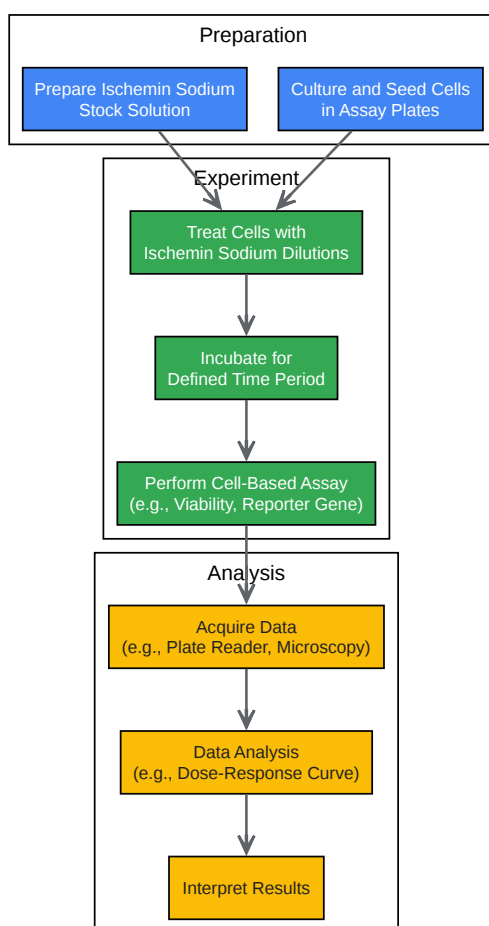 Preparation
Prepare Ischemin Sodium
Stock Solution
Culture and Seed Cells
in Assay Plates
Experiment
Treat Cells with
Ischemin Sodium Dilutions
Incubate for
Defined Time Period
Perform Cell-Based Assay
(e.g., Viability, Reporter Gene)
Analysis
Acquire Data
(e.g., Plate Reader, Microscopy)
Data Analysis
(e.g., Dose-Response Curve)
Interpret Results